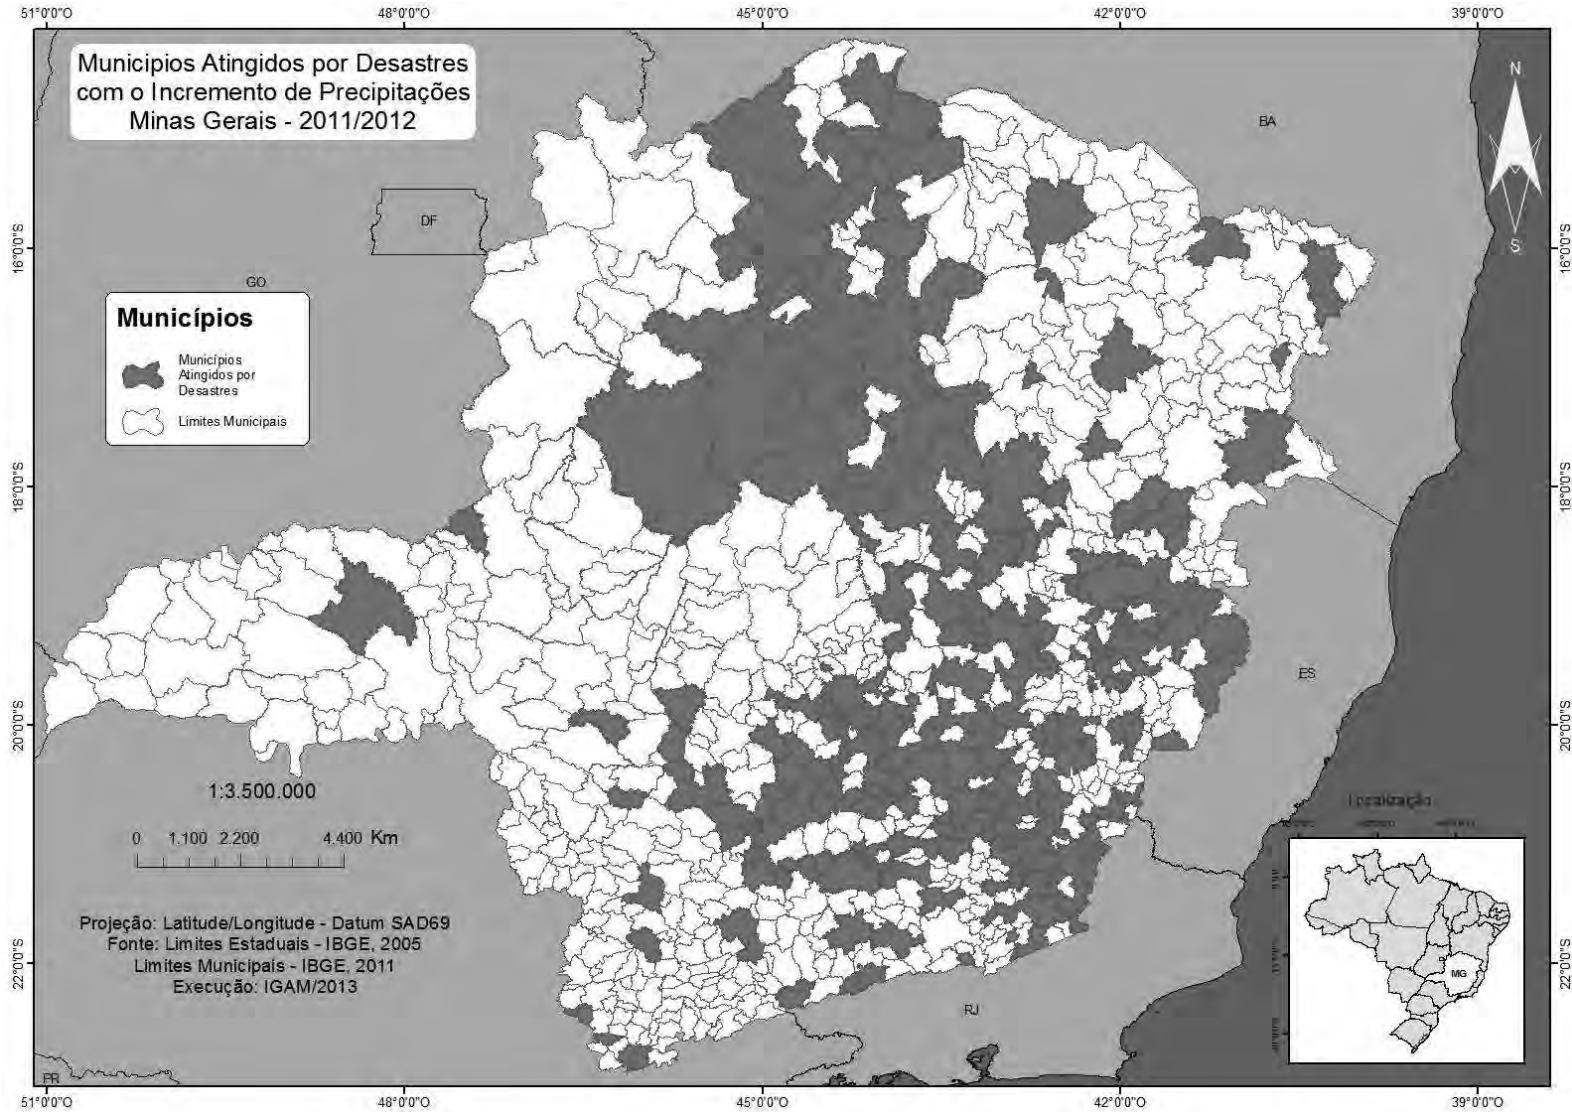 51°0'0"O
48°0'0"O
45°0'0"O
42°0'0"O
39°0'0"O
Municipios Atingidos por Desastres
com o Incremento de Precipitações
Minas Gerais - 2011/2012
N
S
BA
DF
GO
16°0'0"S
16°0'0"S
Municípios
Municípios
Atingidos por
Desastres
Limites Municipais
18°0'0"S
18°0'0"S
ES
20°0'0"S
20°0'0"S
1:3.500.000
0 1.100 2.200 4.400 Km
Localização
Projeção: Latitude/Longitude - Datum SAD69
Fonte: Limites Estaduais - IBGE, 2005
Limites Municipais - IBGE, 2011
Execução: IGAM/2013
22°0'0"S
22°0'0"S
MG
RJ
PR
51°0'0"O
48°0'0"O
45°0'0"O
42°0'0"O
39°0'0"O